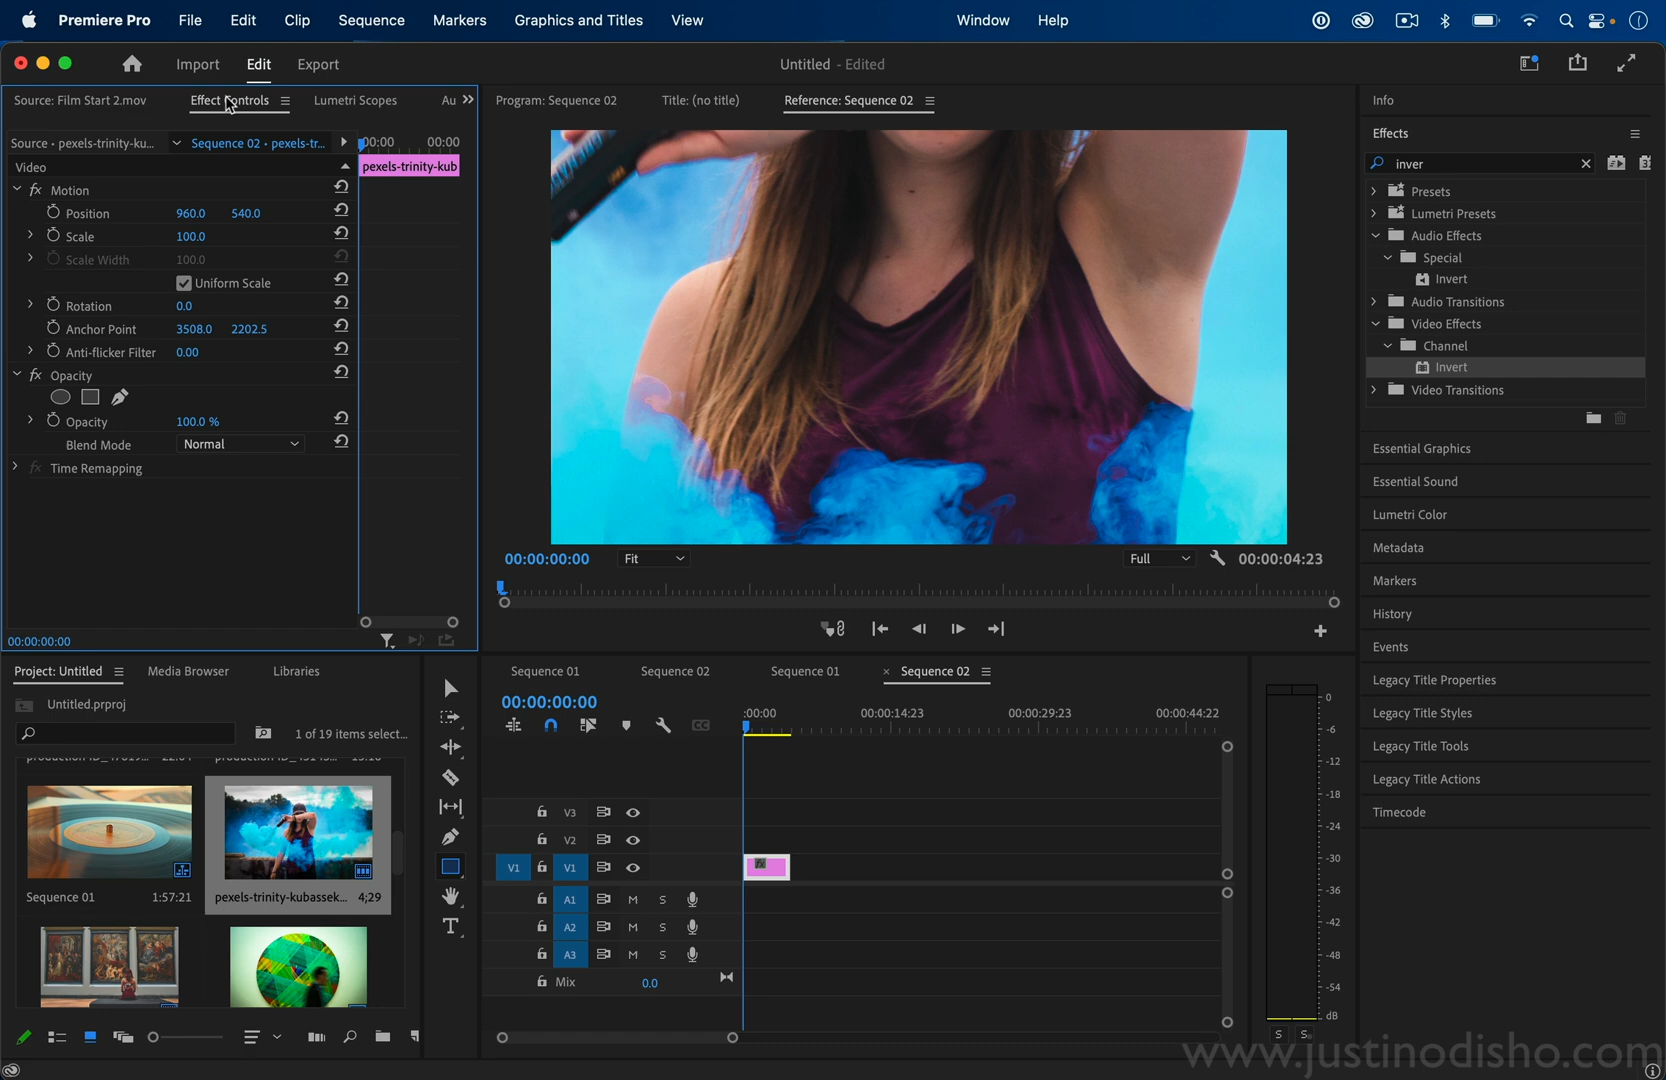 Premiere Pro File Edit Clip Sequence Markers Graphics and Titles View Window Help
Import Edit Export Untitled - Edited
Source: Film Start 2.mov Effect Controls Lumetri Scopes Au
Source • pexels-trinity-ku... Sequence 02 • pexels-tr... :00:00 00:00
Video pexels-trinity-kub
fx Motion
Position 960.0 540.0
Scale 100.0
Scale Width 100.0
Uniform Scale
Rotation 0.0
Anchor Point 3508.0 2202.5
Anti-flicker Filter 0.00
fx Opacity
Opacity 100.0 %
Blend Mode Normal
fx Time Remapping
00:00:00:00
Program: Sequence 02 Title: (no title) Reference: Sequence 02
00:00:00:00 Fit Full 00:00:04:23
Info
Effects
inver
Presets
Lumetri Presets
Audio Effects
Special
Invert
Audio Transitions
Video Effects
Channel
Invert
Video Transitions
Essential Graphics
Essential Sound
Lumetri Color
Metadata
Markers
History
Events
Legacy Title Properties
Legacy Title Styles
Legacy Title Tools
Legacy Title Actions
Timecode
Project: Untitled Media Browser Libraries
Untitled.prproj
1 of 19 items select...
Sequence 01 1:57:21
pexels-trinity-kubassek... 4;29
Sequence 01 Sequence 02 Sequence 01 × Sequence 02
00:00:00:00
:00:00 00:00:14:23 00:00:29:23 00:00:44:22
V3
V2
V1 V1 fx
A1 M S
A2 M S
A3 M S
Mix 0.0
0
-6
-12
-18
-24
-30
-36
-42
-48
-54
dB
S S
www.justinodisho.com